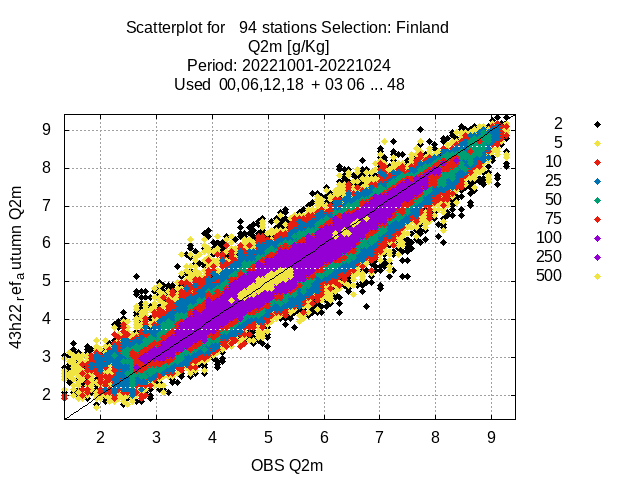 Scatterplot for 94 stations Selection: Finland
Q2m [g/Kg]
Period: 20221001-20221024
Used 00,06,12,18 + 03 06 ... 48
43h22_ref_autumn Q2m
9
8
7
6
5
4
3
2
2 3 4 5 6 7 8 9
OBS Q2m
2
5
10
25
50
75
100
250
500